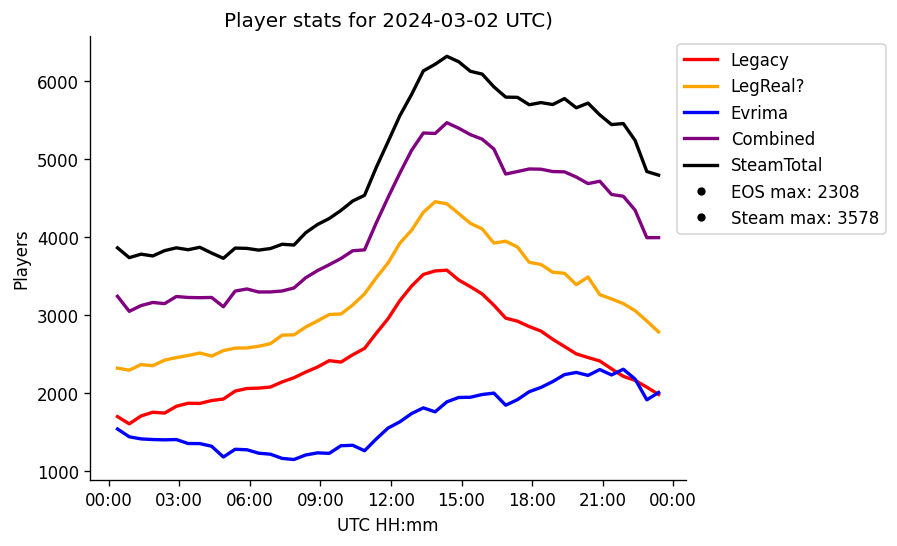 Player stats for 2024-03-02 UTC)
Legacy
LegReal?
Evrima
Combined
SteamTotal
EOS max: 2308
Steam max: 3578
Players
6000
5000
4000
3000
2000
1000
00:00 03:00 06:00 09:00 12:00 15:00 18:00 21:00 00:00
UTC HH:mm